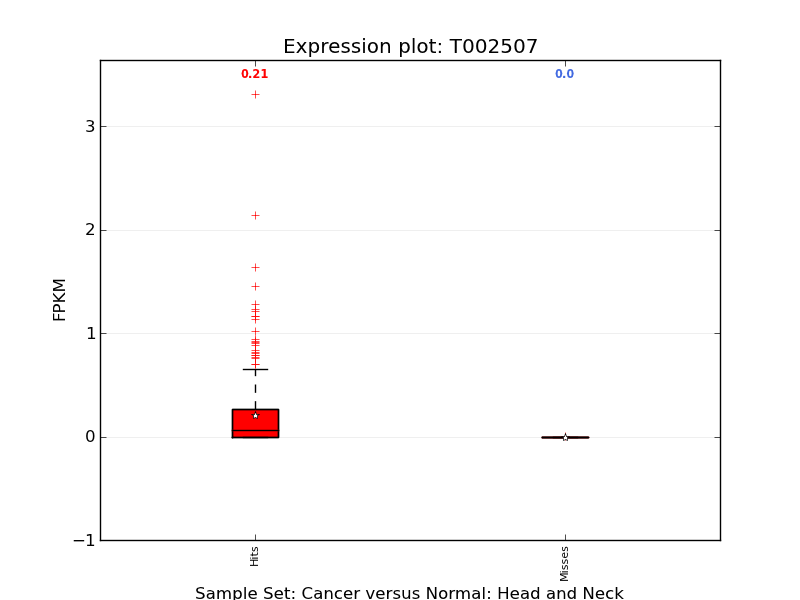 Expression plot: T002507
0.21
0.0
3
2
1
0
−1
FPKM
Hits
Misses
Sample Set: Cancer versus Normal: Head and Neck